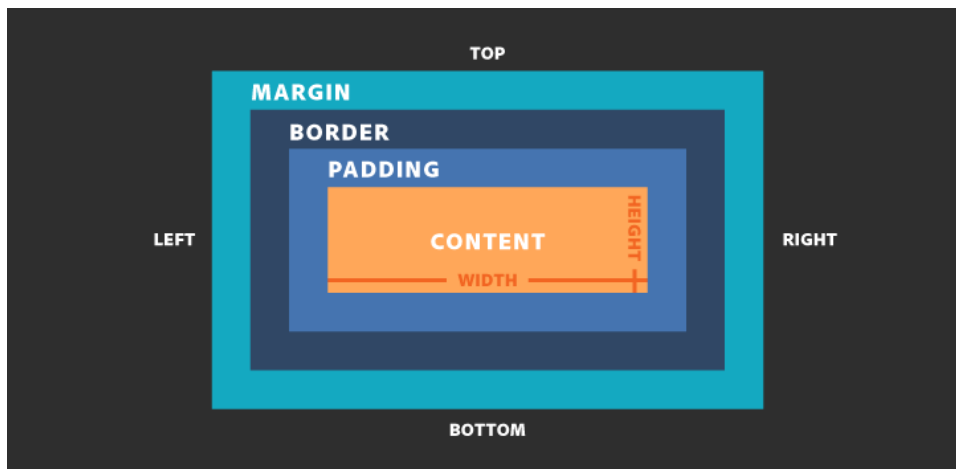 TOP
MARGIN
BORDER
PADDING
HEIGHT
LEFT
CONTENT
RIGHT
WIDTH
BOTTOM